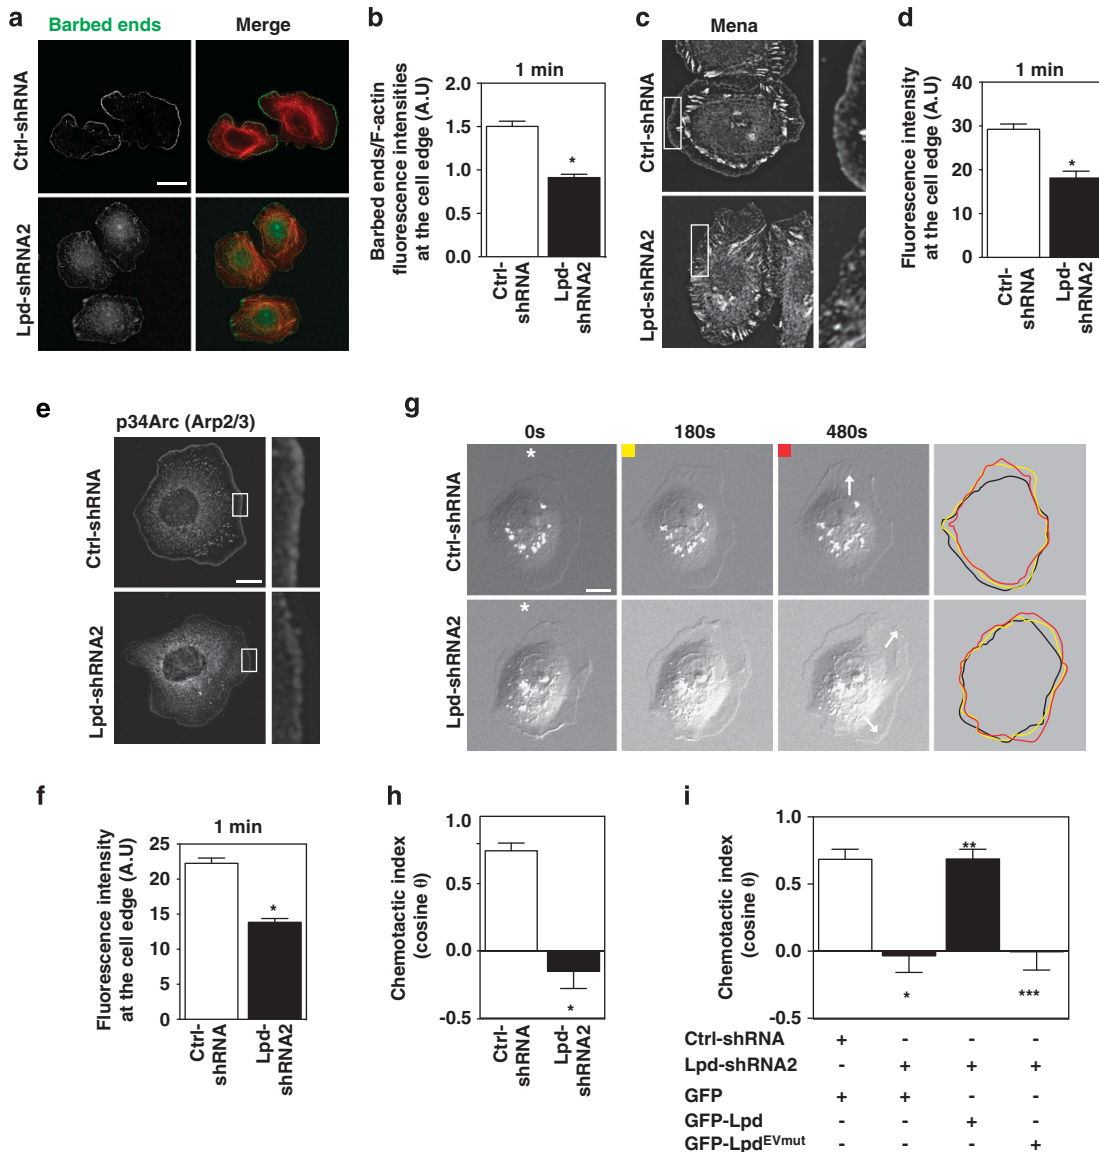 a
Barbed ends
Merge
Ctrl-shRNA
Lpd-shRNA2
b
1 min
Barbed ends/F-actin
fluorescence intensities
at the cell edge (A.U)
2.0
1.5
1.0
0.5
0.0
Ctrl-
shRNA
Lpd-
shRNA2
*
c
Mena
Ctrl-shRNA
Lpd-shRNA2
d
1 min
Fluorescence intensity
at the cell edge (A.U)
40
30
20
10
0
Ctrl-
shRNA
Lpd-
shRNA2
*
e
p34Arc (Arp2/3)
Ctrl-shRNA
Lpd-shRNA2
g
0s
180s
480s
*
Ctrl-shRNA
*
Lpd-shRNA2
f
1 min
Fluorescence intensity
at the cell edge (A.U)
25
20
15
10
5
0
Ctrl-
shRNA
Lpd-
shRNA2
*
h
Chemotactic index
(cosine θ)
1.0
0.5
0.0
-0.5
Ctrl-
shRNA
Lpd-
shRNA2
*
i
Chemotactic index
(cosine θ)
1.0
0.5
0.0
-0.5
*
**
***
Ctrl-shRNA + - - -
Lpd-shRNA2 - + + +
GFP + + - -
GFP-Lpd - - + -
GFP-Lpd^EVmut - - - +